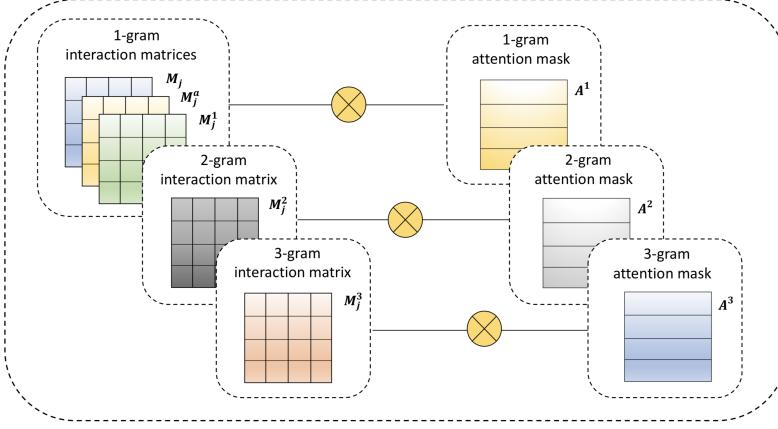 1-gram
interaction matrices
M_j
M_j^a
M_j^1
1-gram
attention mask
A^1
2-gram
interaction matrix
M_j^2
2-gram
attention mask
A^2
3-gram
interaction matrix
M_j^3
3-gram
attention mask
A^3